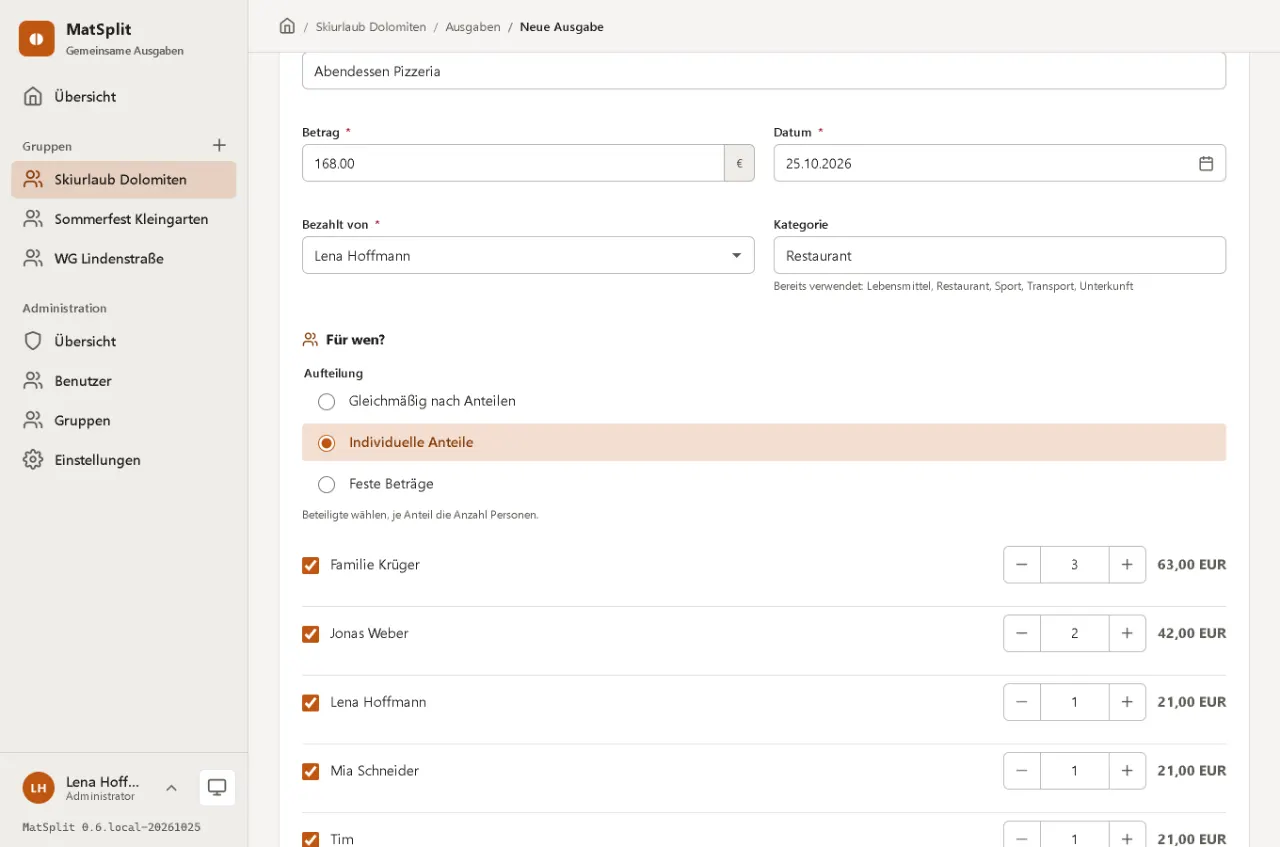 MatSplit
Gemeinsame Ausgaben
Übersicht
Gruppen
Skiurlaub Dolomiten
Sommerfest Kleingarten
WG Lindenstraße
Administration
Übersicht
Benutzer
Gruppen
Einstellungen
LH
Lena Hoff...
Administrator
MatSplit 0.6.local-20261025
/ Skiurlaub Dolomiten / Ausgaben / Neue Ausgabe
Abendessen Pizzeria
Betrag *
168.00 €
Datum *
25.10.2026
Bezahlt von *
Lena Hoffmann
Kategorie
Restaurant
Bereits verwendet: Lebensmittel, Restaurant, Sport, Transport, Unterkunft
Für wen?
Aufteilung
Gleichmäßig nach Anteilen
Individuelle Anteile
Feste Beträge
Beteiligte wählen, je Anteil die Anzahl Personen.
Familie Krüger − 3 + 63,00 EUR
Jonas Weber − 2 + 42,00 EUR
Lena Hoffmann − 1 + 21,00 EUR
Mia Schneider − 1 + 21,00 EUR
Tim − 1 + 21,00 EUR